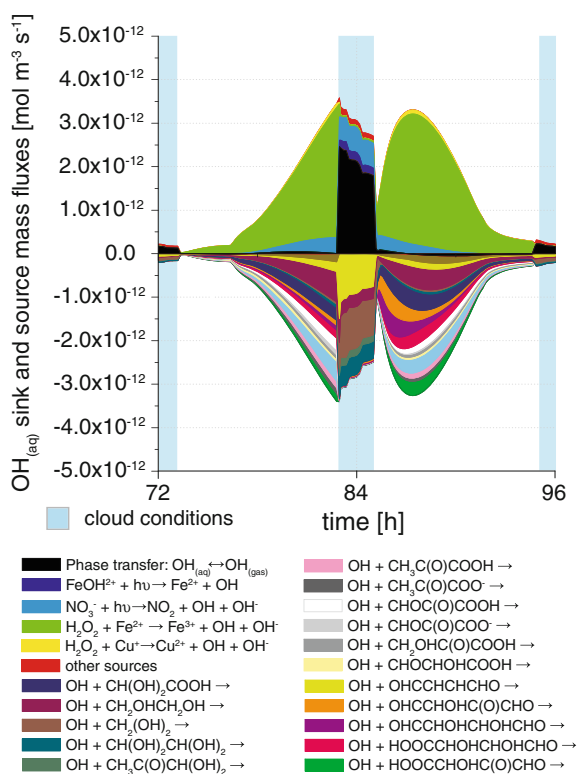 OH(aq) sink and source mass fluxes [mol m⁻³ s⁻¹]
5.0x10⁻¹²
4.0x10⁻¹²
3.0x10⁻¹²
2.0x10⁻¹²
1.0x10⁻¹²
0.0
-1.0x10⁻¹²
-2.0x10⁻¹²
-3.0x10⁻¹²
-4.0x10⁻¹²
-5.0x10⁻¹²
72 84 96
cloud conditions
time [h]
Phase transfer: OH(aq)↔OH(gas)
FeOH²⁺ + hυ→ Fe²⁺ + OH
NO₃⁻ + hυ→NO₂ + OH + OH⁻
H₂O₂ + Fe²⁺ → Fe³⁺ + OH + OH⁻
H₂O₂ + Cu⁺→Cu²⁺ + OH + OH⁻
other sources
OH + CH(OH)₂COOH →
OH + CH₂OHCH₂OH →
OH + CH₂(OH)₂ →
OH + CH(OH)₂CH(OH)₂ →
OH + CH₃C(O)CH(OH)₂ →
OH + CH₃C(O)COOH →
OH + CH₃C(O)COO⁻ →
OH + CHOC(O)COOH →
OH + CHOC(O)COO⁻ →
OH + CH₂OHC(O)COOH →
OH + CHOCHOHCOOH →
OH + OHCCHCHCHO →
OH + OHCCHOHC(O)CHO →
OH + OHCCHOHCHOHCHO →
OH + HOOCCHOHCHOHCHO →
OH + HOOCCHOHC(O)CHO →